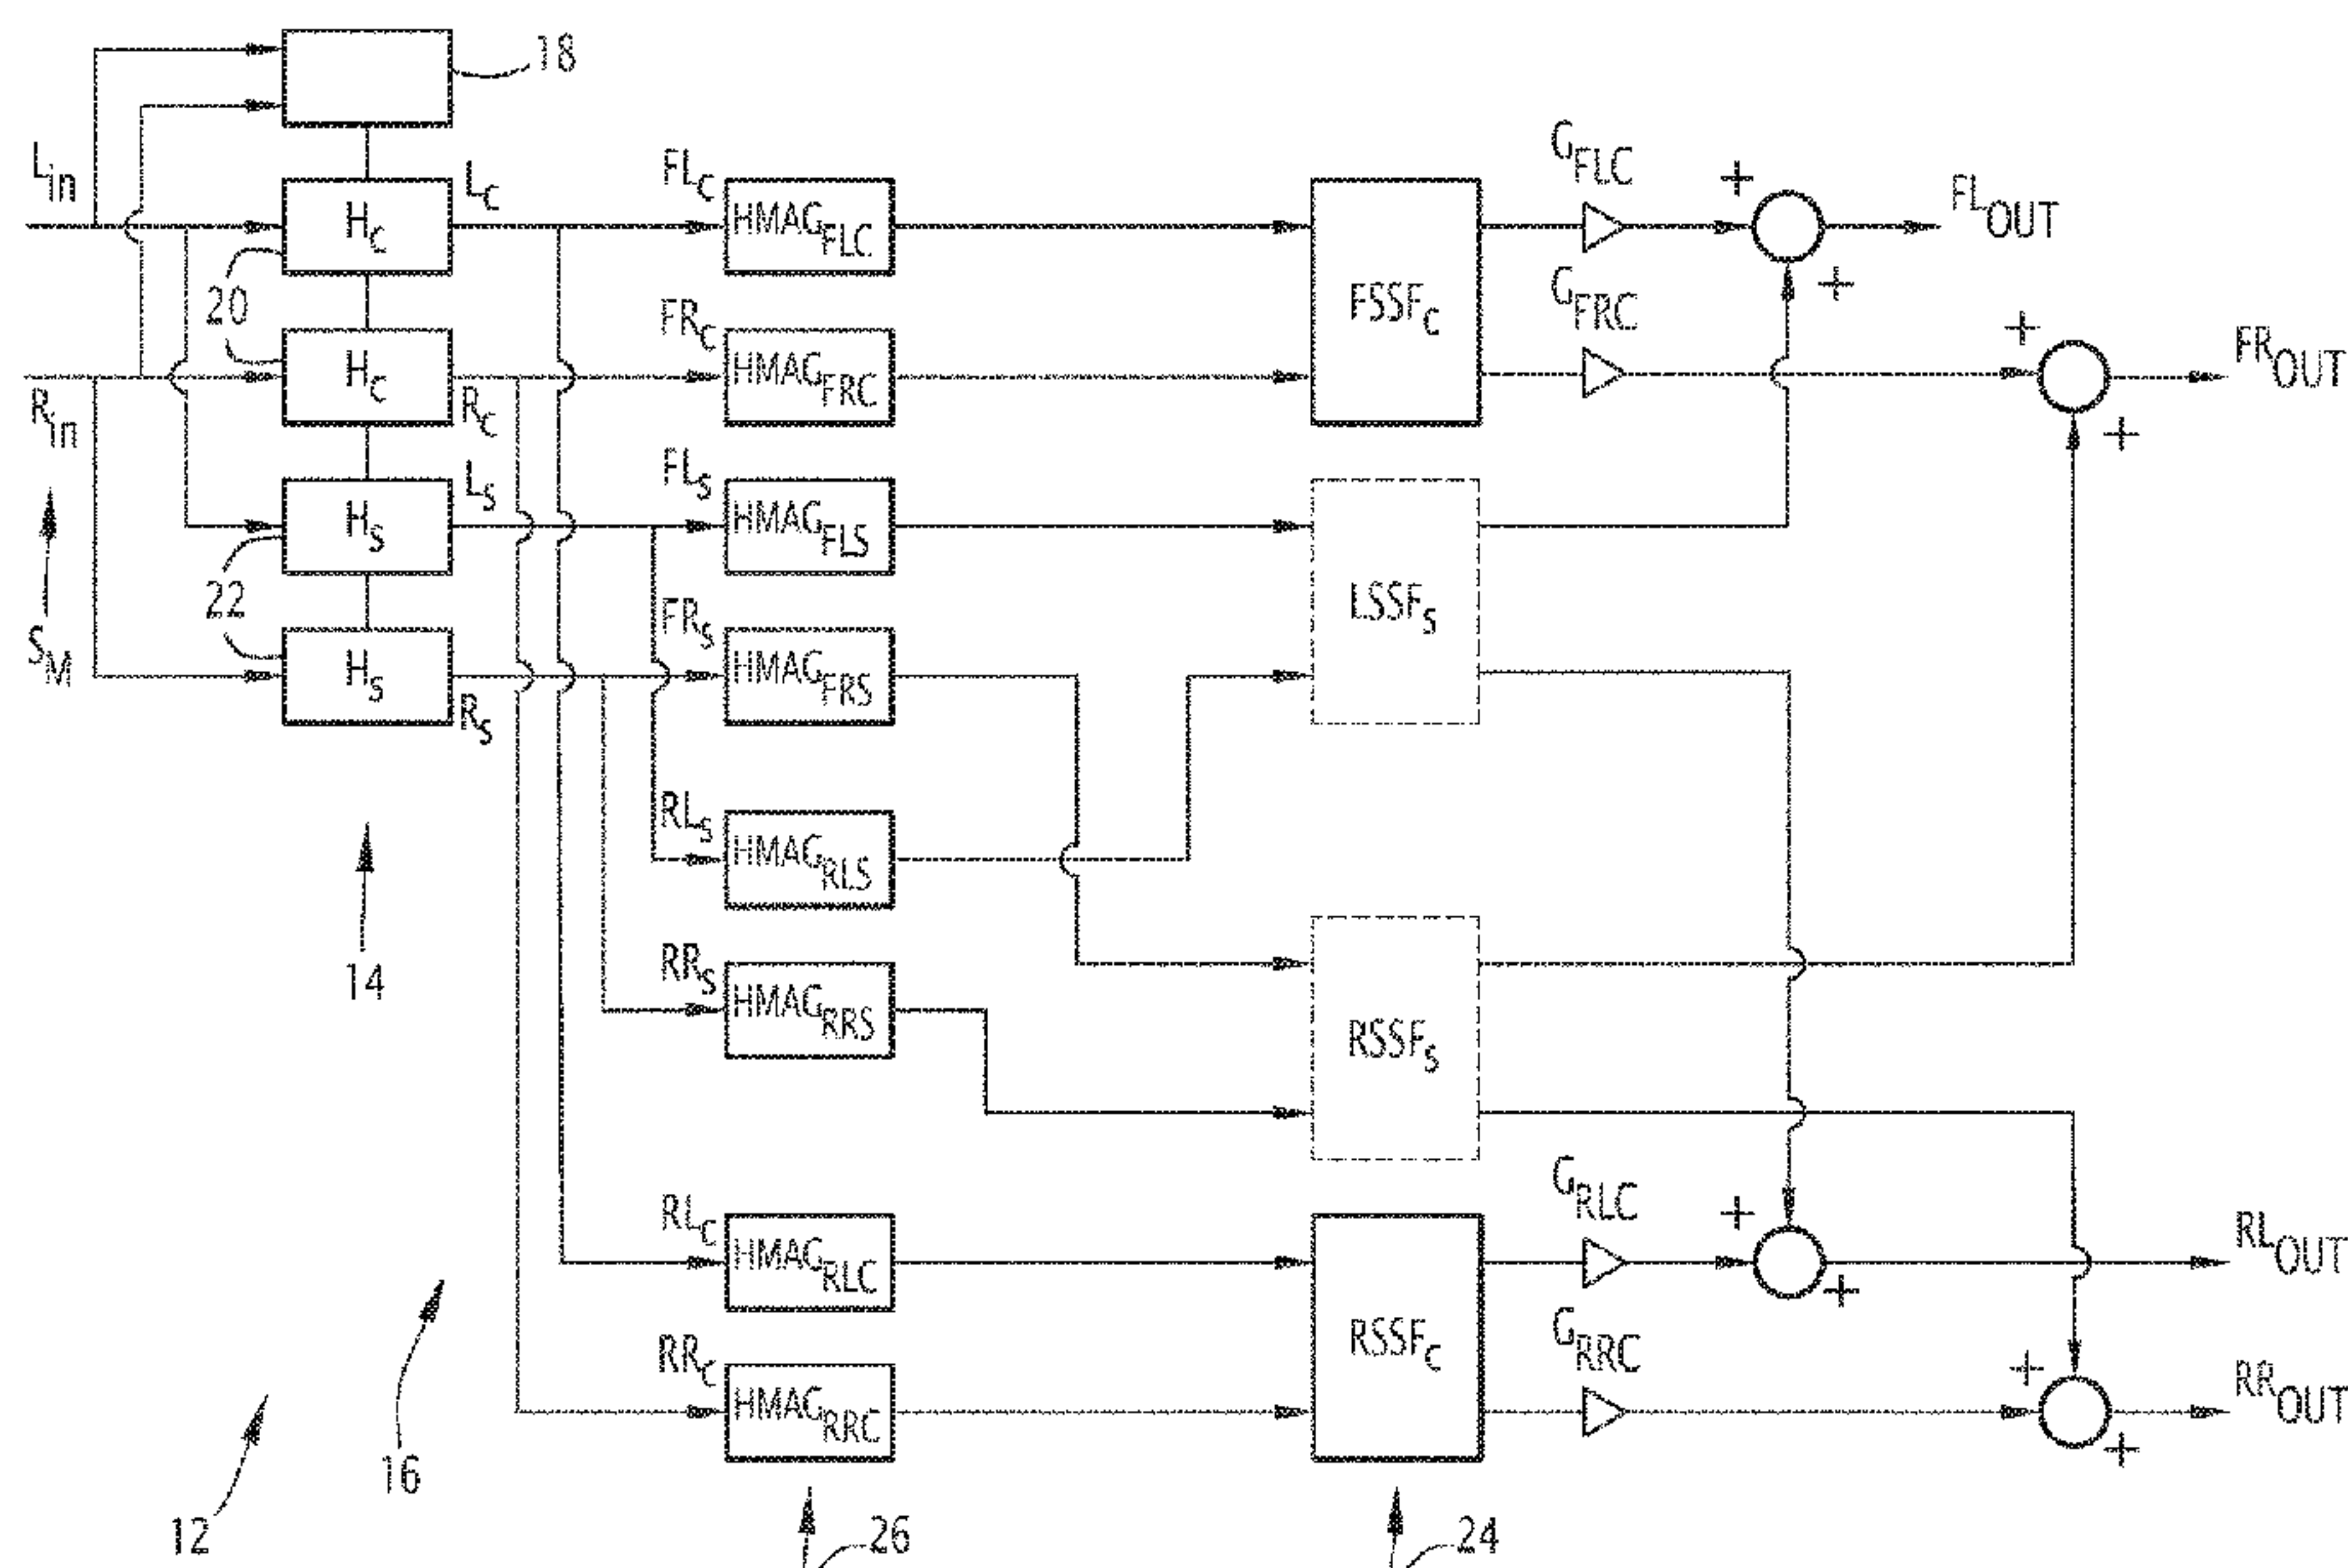 18
L_in
H_C
L_C
FL_C
HMAG_FLC
FSSF_C
G_FLC
+
+
FL_OUT
20
R_in
H_C
R_C
FR_C
HMAG_FRC
G_FRC
+
+
FR_OUT
S_M
22
H_S
L_S
FL_S
HMAG_FLS
LSSF_S
H_S
R_S
FR_S
HMAG_FRS
RL_S
HMAG_RLS
14
RR_S
HMAG_RRS
RSSF_S
RL_C
HMAG_RLC
RSSF_C
G_RLC
+
+
RL_OUT
RR_C
HMAG_RRC
G_RRC
+
+
RR_OUT
16
12
26
24